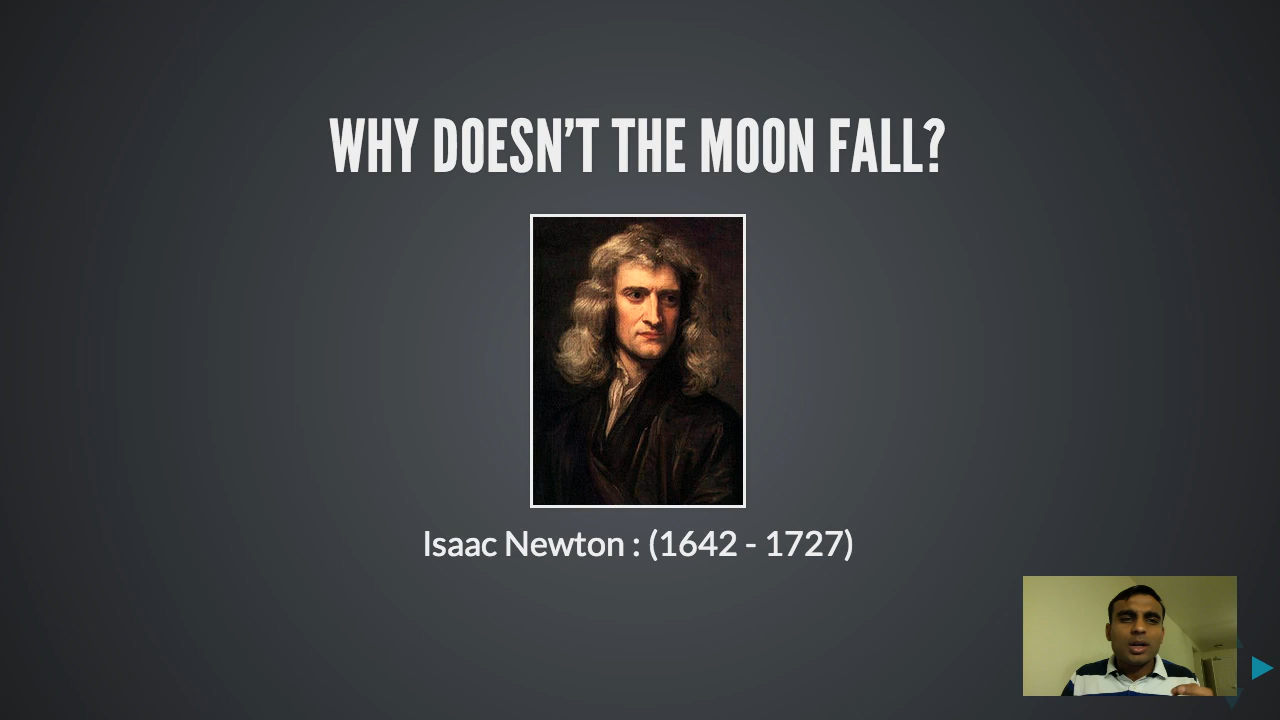 WHY DOESN’T THE MOON FALL?
Isaac Newton : (1642 - 1727)